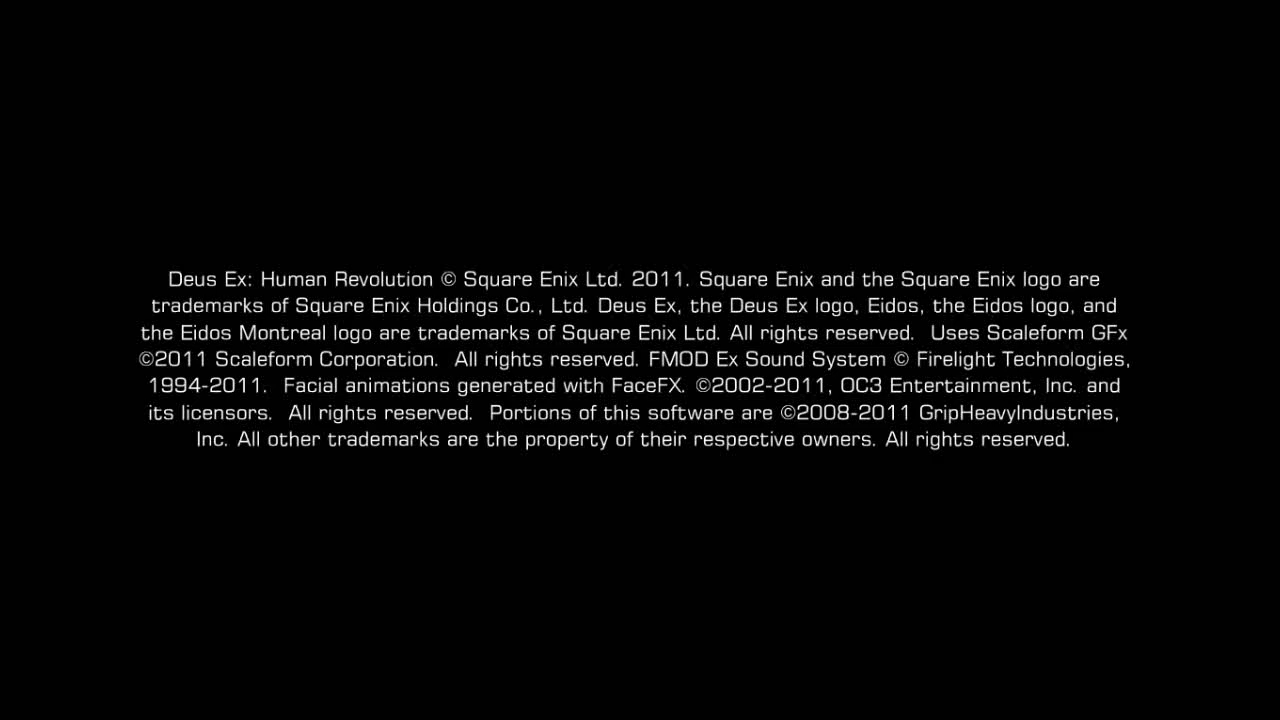 Deus Ex: Human Revolution © Square Enix Ltd. 2011. Square Enix and the Square Enix logo are
trademarks of Square Enix Holdings Co., Ltd. Deus Ex, the Deus Ex logo, Eidos, the Eidos logo, and
the Eidos Montreal logo are trademarks of Square Enix Ltd. All rights reserved.  Uses Scaleform GFx
©2011 Scaleform Corporation.  All rights reserved. FMOD Ex Sound System © Firelight Technologies,
1994-2011.  Facial animations generated with FaceFX. ©2002-2011, OC3 Entertainment, Inc. and
its licensors.  All rights reserved.  Portions of this software are ©2008-2011 GripHeavyIndustries,
Inc. All other trademarks are the property of their respective owners. All rights reserved.